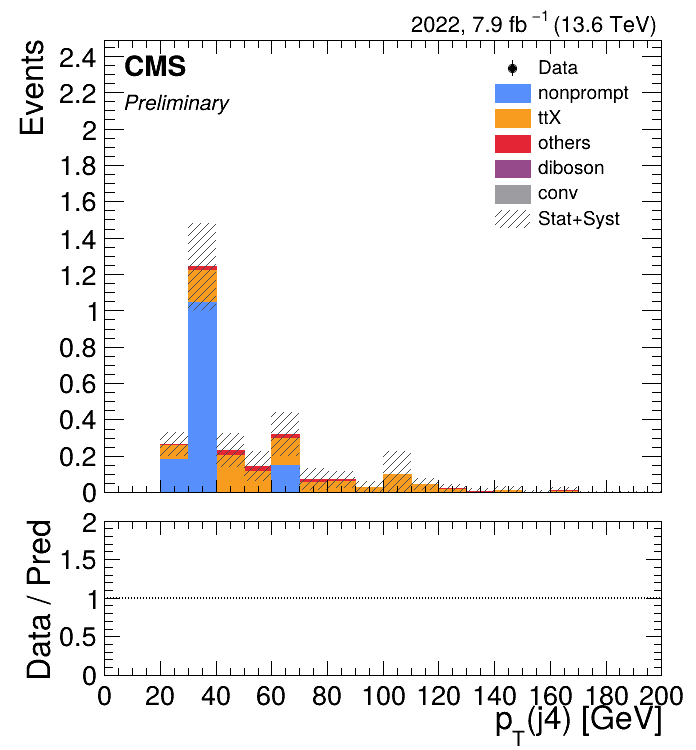 2022, 7.9 fb⁻¹ (13.6 TeV)
CMS
Preliminary
Events
Data
nonprompt
ttX
others
diboson
conv
Stat+Syst
2.4
2.2
2
1.8
1.6
1.4
1.2
1
0.8
0.6
0.4
0.2
0
Data / Pred
2
1.5
1
0.5
0
0 20 40 60 80 100 120 140 160 180 200
p_T(j4) [GeV]